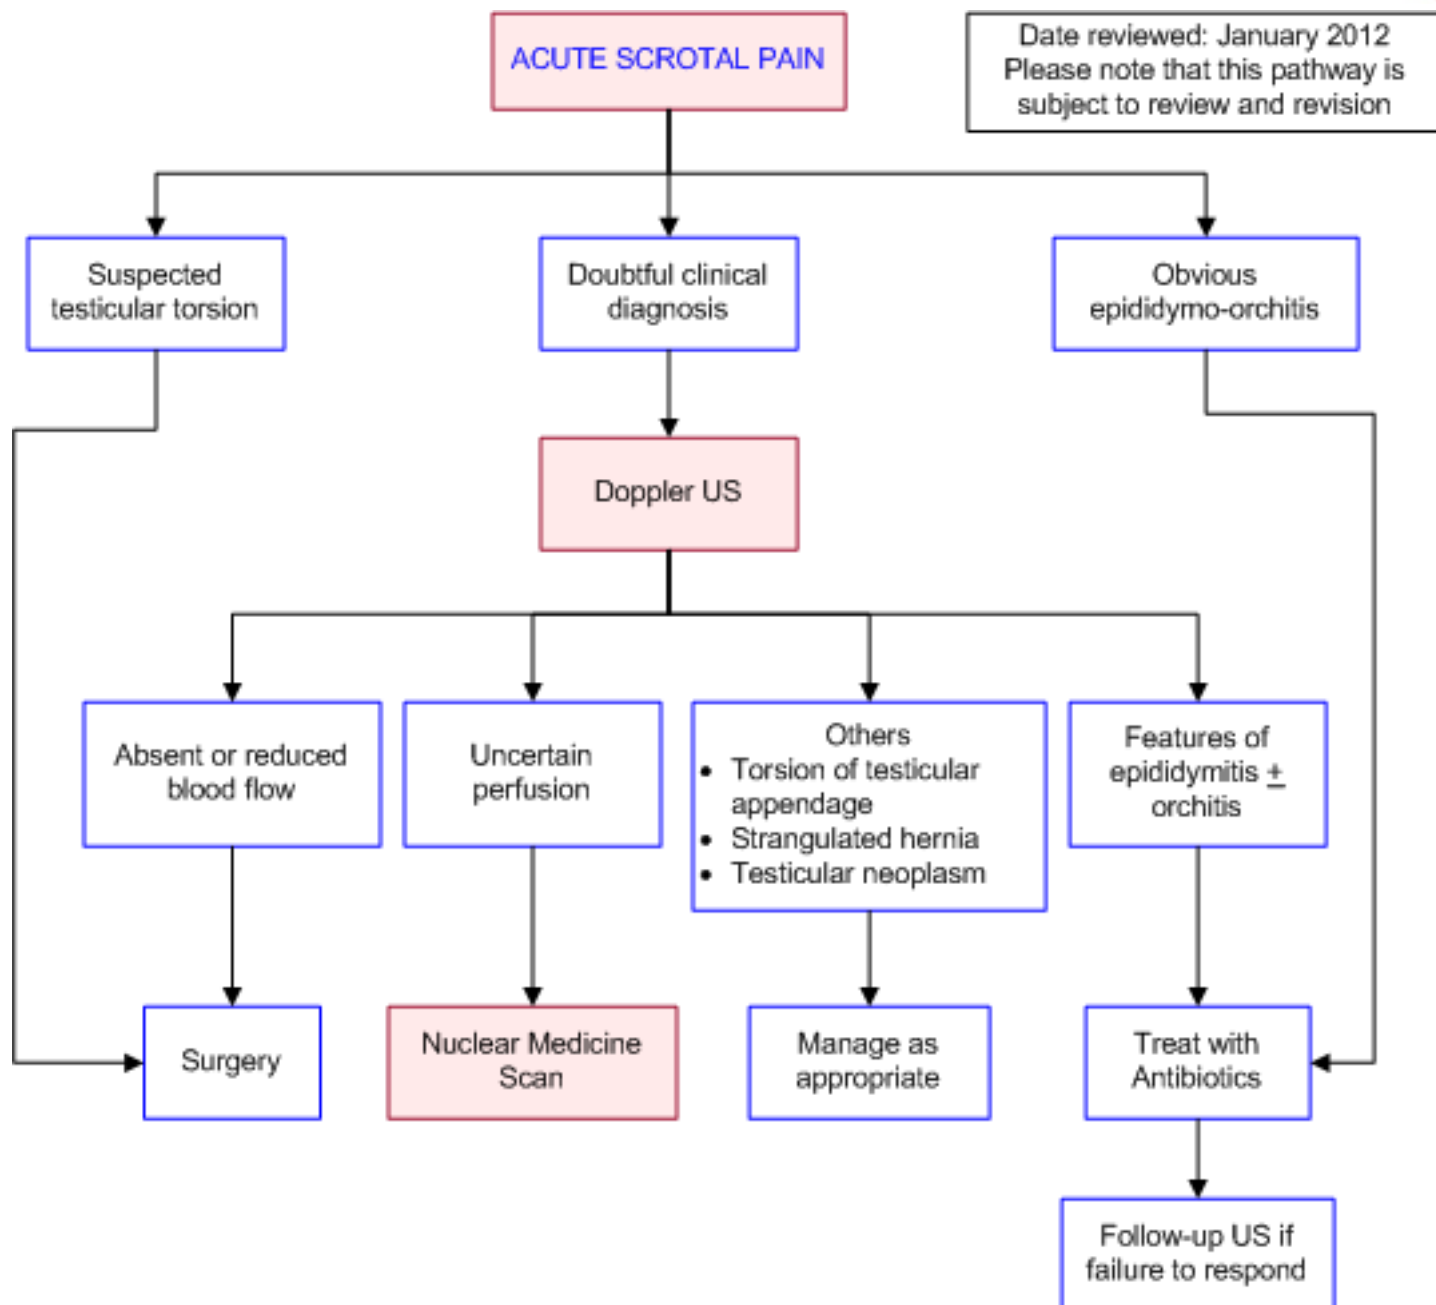 ACUTE SCROTAL PAIN
Date reviewed: January 2012
Please note that this pathway is
subject to review and revision
Suspected
testicular torsion
Doubtful clinical
diagnosis
Obvious
epididymo-orchitis
Doppler US
Absent or reduced
blood flow
Uncertain
perfusion
Others
• Torsion of testicular
appendage
• Strangulated hernia
• Testicular neoplasm
Features of
epididymitis ±
orchitis
Surgery
Nuclear Medicine
Scan
Manage as
appropriate
Treat with
Antibiotics
Follow-up US if
failure to respond